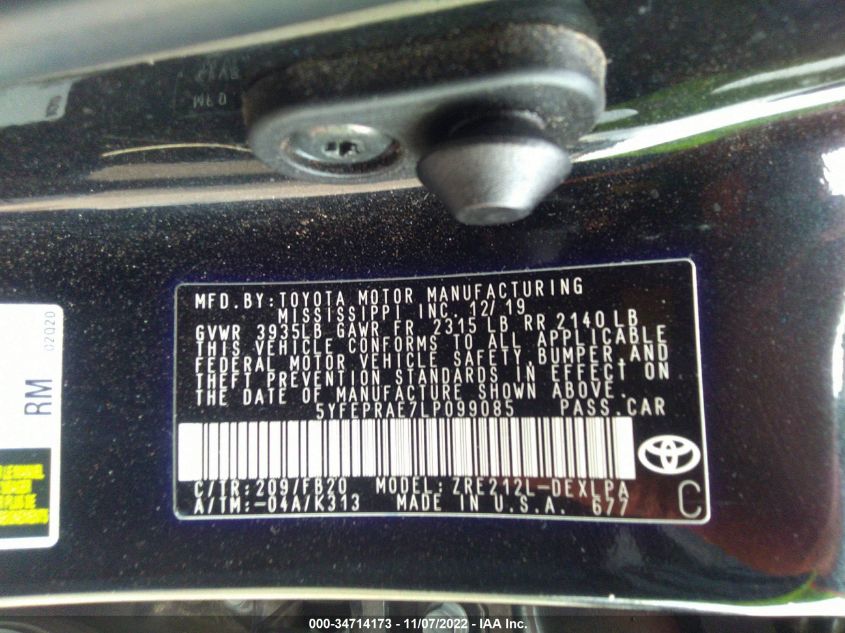 MFD
RM
02020
MFD.BY:TOYOTA MOTOR MANUFACTURING
MISSISSIPPI INC. 12/19
GVWR 3935LB GAWR FR 2315 LB RR 2140 LB
THIS VEHICLE CONFORMS TO ALL APPLICABLE
FEDERAL MOTOR VEHICLE SAFETY, BUMPER, AND
THEFT PREVENTION STANDARDS IN EFFECT ON
THE DATE OF MANUFACTURE SHOWN ABOVE.
5YFEPRAE7LP099085 PASS.CAR
C/TR:209/FB20 MODEL:ZRE212L-DEXLPA
A/TM:-04A/K313 MADE IN U.S.A. 677 C
000-34714173 - 11/07/2022 - IAA Inc.